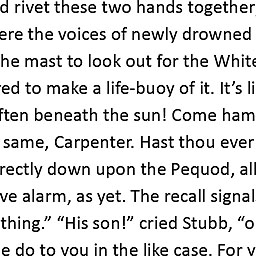 d rivet these two hands together,
ere the voices of newly drowned
he mast to look out for the White
red to make a life-buoy of it. It’s li
ften beneath the sun! Come ham
same, Carpenter. Hast thou ever
rectly down upon the Pequod, all
ve alarm, as yet. The recall signal
thing.” “His son!” cried Stubb, “o
e do to you in the like case. For y